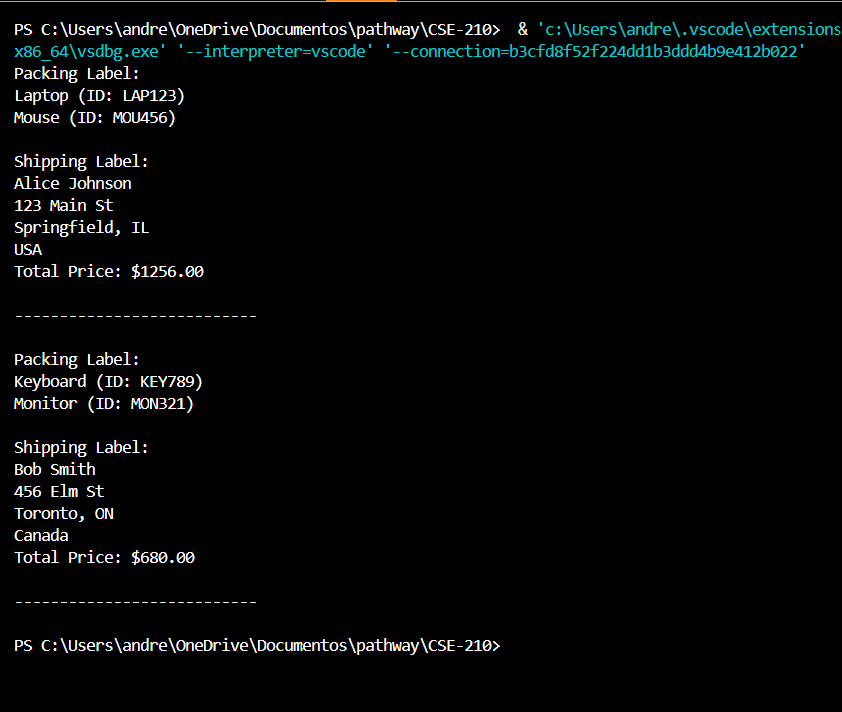 PS C:\Users\andre\OneDrive\Documentos\pathway\CSE-210>  & 'c:\Users\andre\.vscode\extensions
x86_64\vsdbg.exe' '--interpreter=vscode' '--connection=b3cfd8f52f224dd1b3ddd4b9e412b022'
Packing Label:
Laptop (ID: LAP123)
Mouse (ID: MOU456)

Shipping Label:
Alice Johnson
123 Main St
Springfield, IL
USA
Total Price: $1256.00

---------------------------

Packing Label:
Keyboard (ID: KEY789)
Monitor (ID: MON321)

Shipping Label:
Bob Smith
456 Elm St
Toronto, ON
Canada
Total Price: $680.00

---------------------------

PS C:\Users\andre\OneDrive\Documentos\pathway\CSE-210>